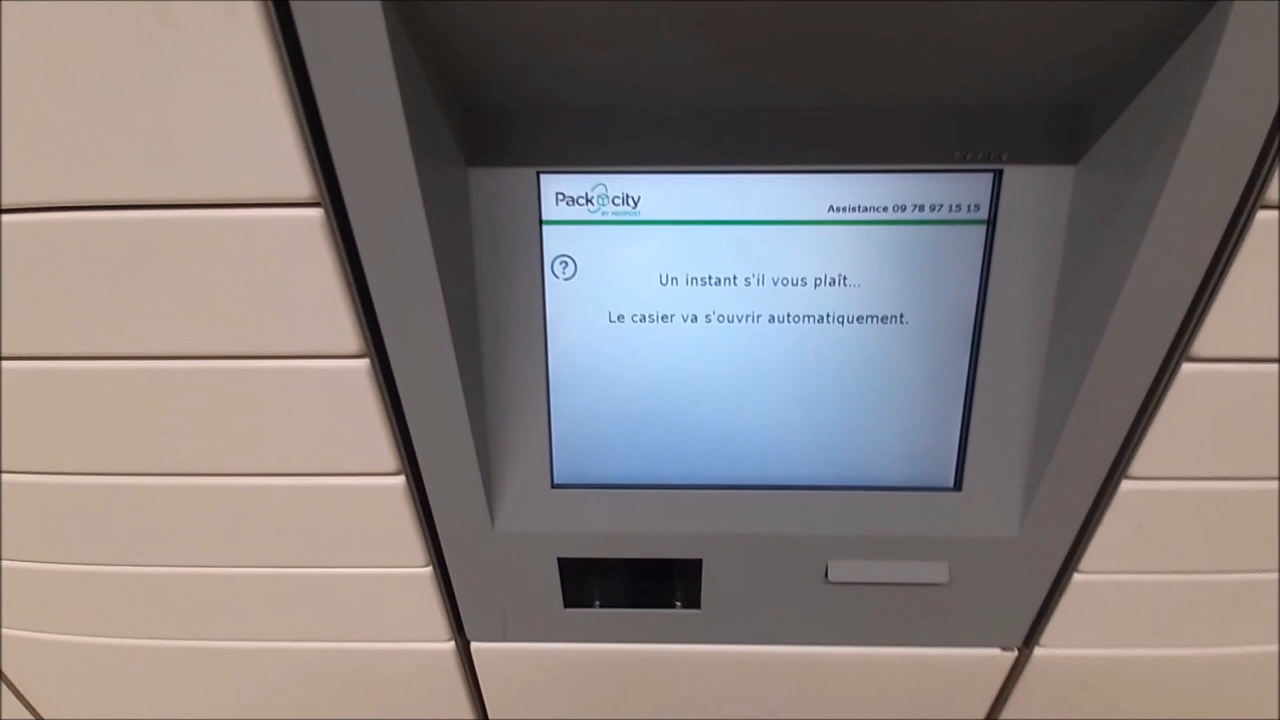 Pack city
BY NEOPOST
Assistance 09 78 97 15 15
?
Un instant s'il vous plaît...
Le casier va s'ouvrir automatiquement.